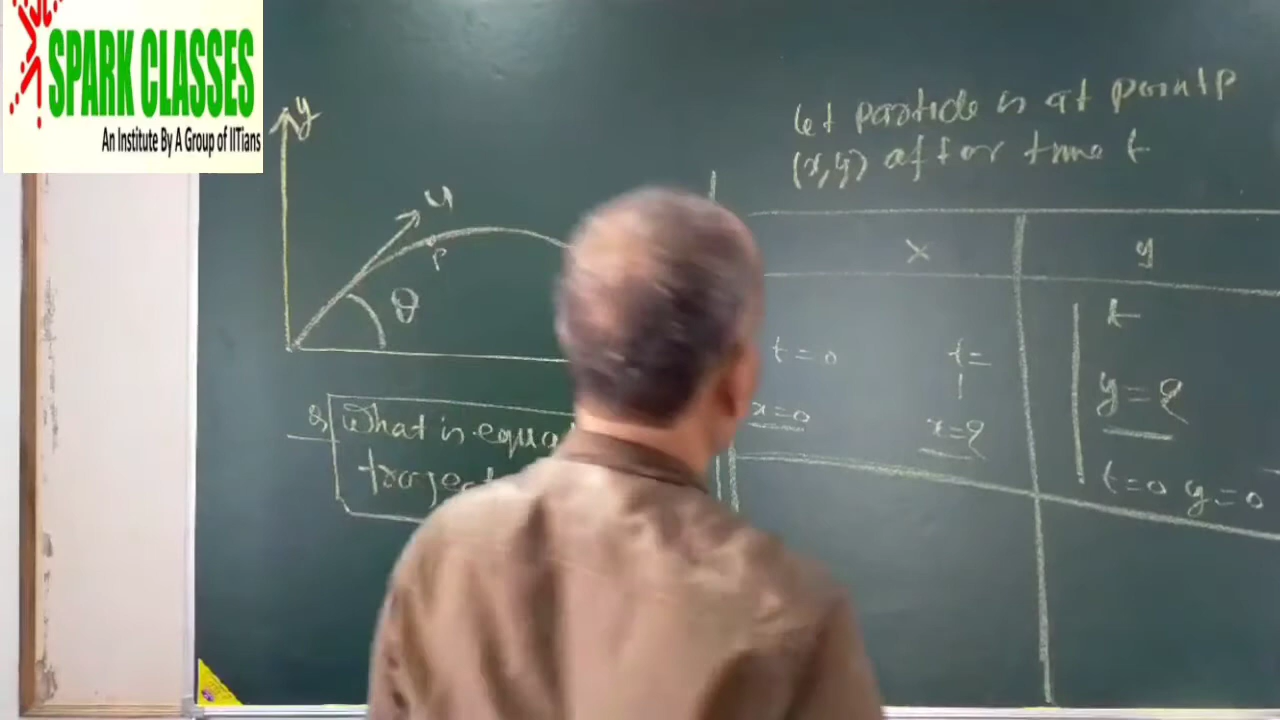 SPARK CLASSES
An Institute By A Group of IITians
y
u
P
θ
Q What is equa
traject
Let particle is at point P
(x,y) after time t
x
y
t=0
t=
x=0
x=?
t
y=?
t=0 y=0